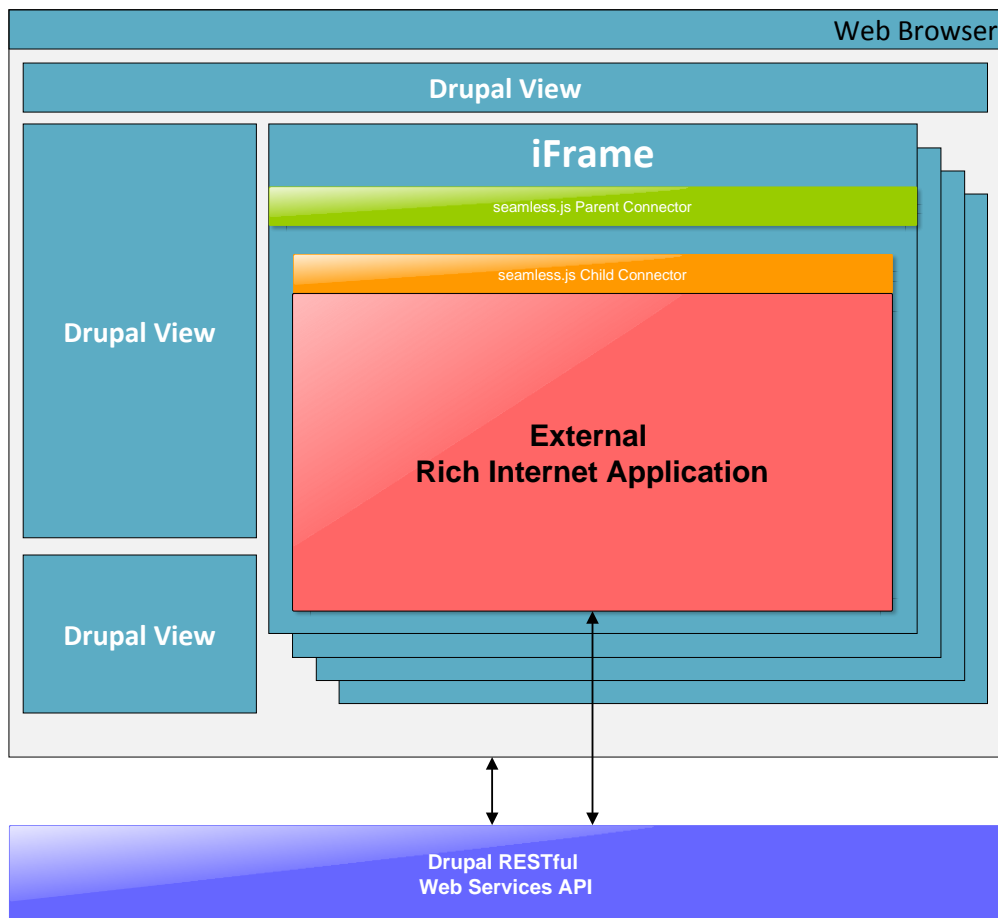 Web Browser
Drupal View
iFrame
seamless.js Parent Connector
seamless.js Child Connector
Drupal View
External
Rich Internet Application
Drupal View
Drupal RESTful
Web Services API